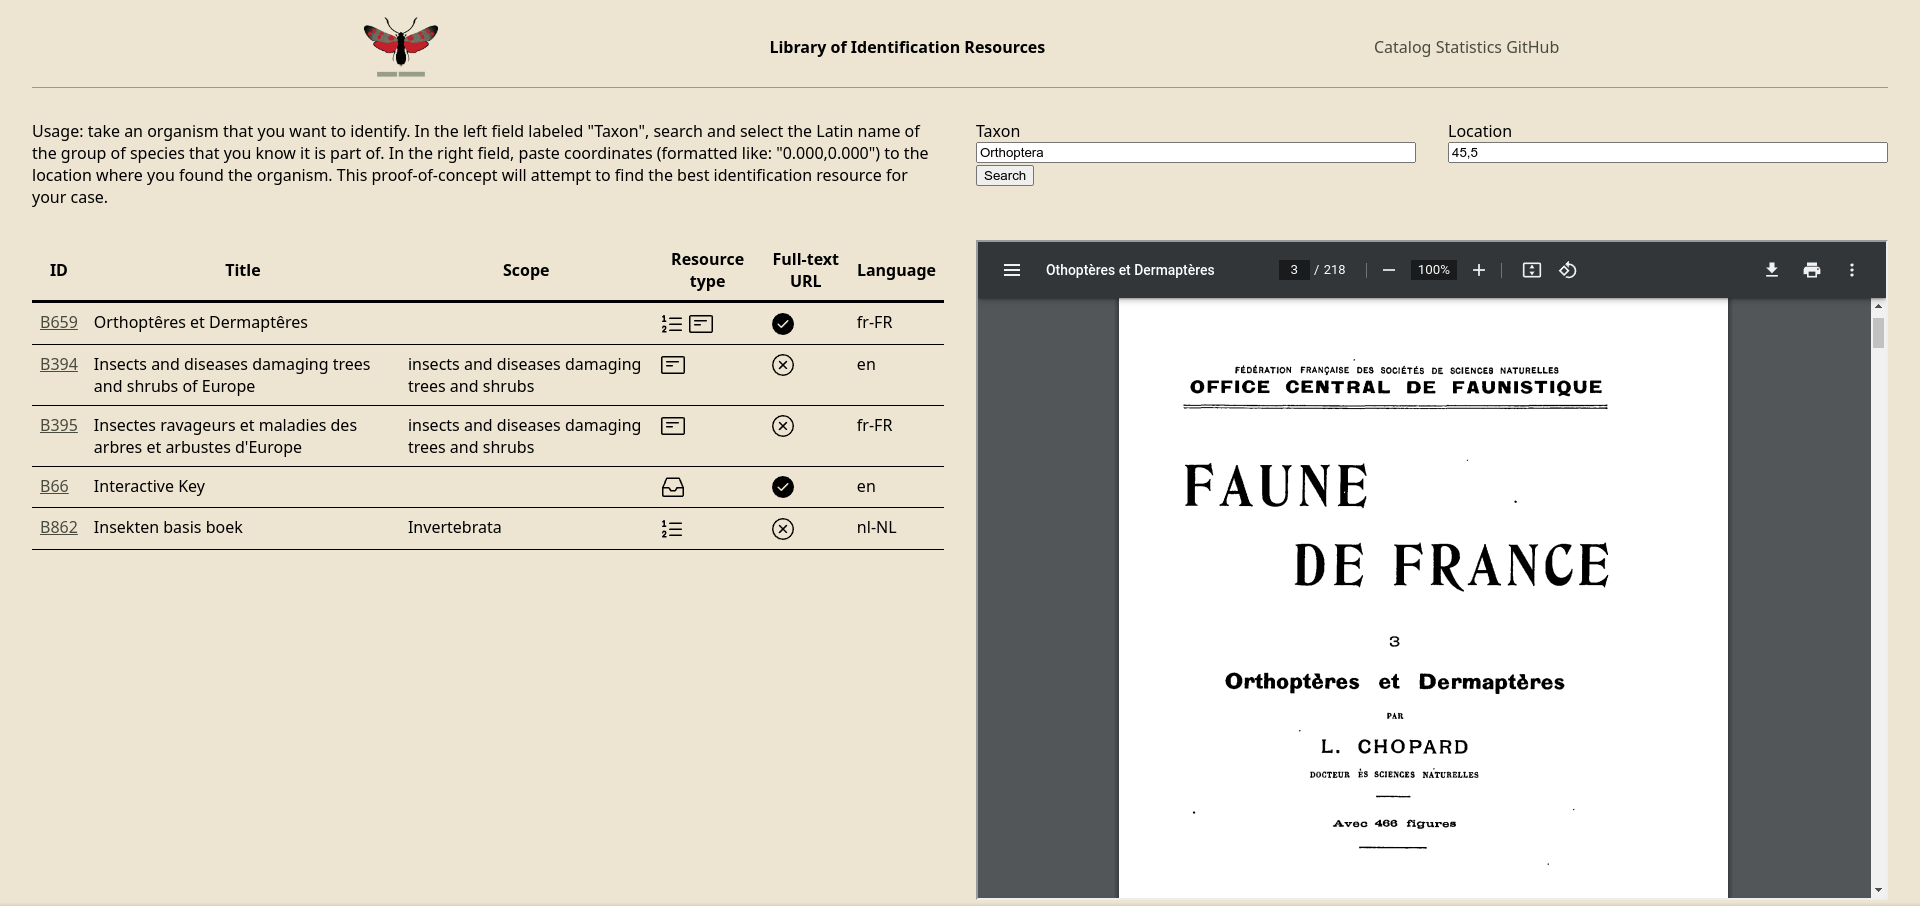 Library of Identification Resources
Catalog Statistics GitHub
Usage: take an organism that you want to identify. In the left field labeled "Taxon", search and select the Latin name of
the group of species that you know it is part of. In the right field, paste coordinates (formatted like: "0.000,0.000") to the
location where you found the organism. This proof-of-concept will attempt to find the best identification resource for
your case.
Taxon
Orthoptera
Search
Location
45,5
ID Title Scope Resource type Full-text URL Language
B659 Orthoptêres et Dermaptêres fr-FR
B394 Insects and diseases damaging trees and shrubs of Europe insects and diseases damaging trees and shrubs en
B395 Insectes ravageurs et maladies des arbres et arbustes d'Europe insects and diseases damaging trees and shrubs fr-FR
B66 Interactive Key en
B862 Insekten basis boek Invertebrata nl-NL
Othoptères et Dermaptères 3 / 218 100%
FÉDÉRATION FRANÇAISE DES SOCIÉTÉS DE SCIENCES NATURELLES
OFFICE CENTRAL DE FAUNISTIQUE
FAUNE
DE FRANCE
3
Orthoptères et Dermaptères
PAR
L. CHOPARD
DOCTEUR ÈS SCIENCES NATURELLES
Avec 466 figures